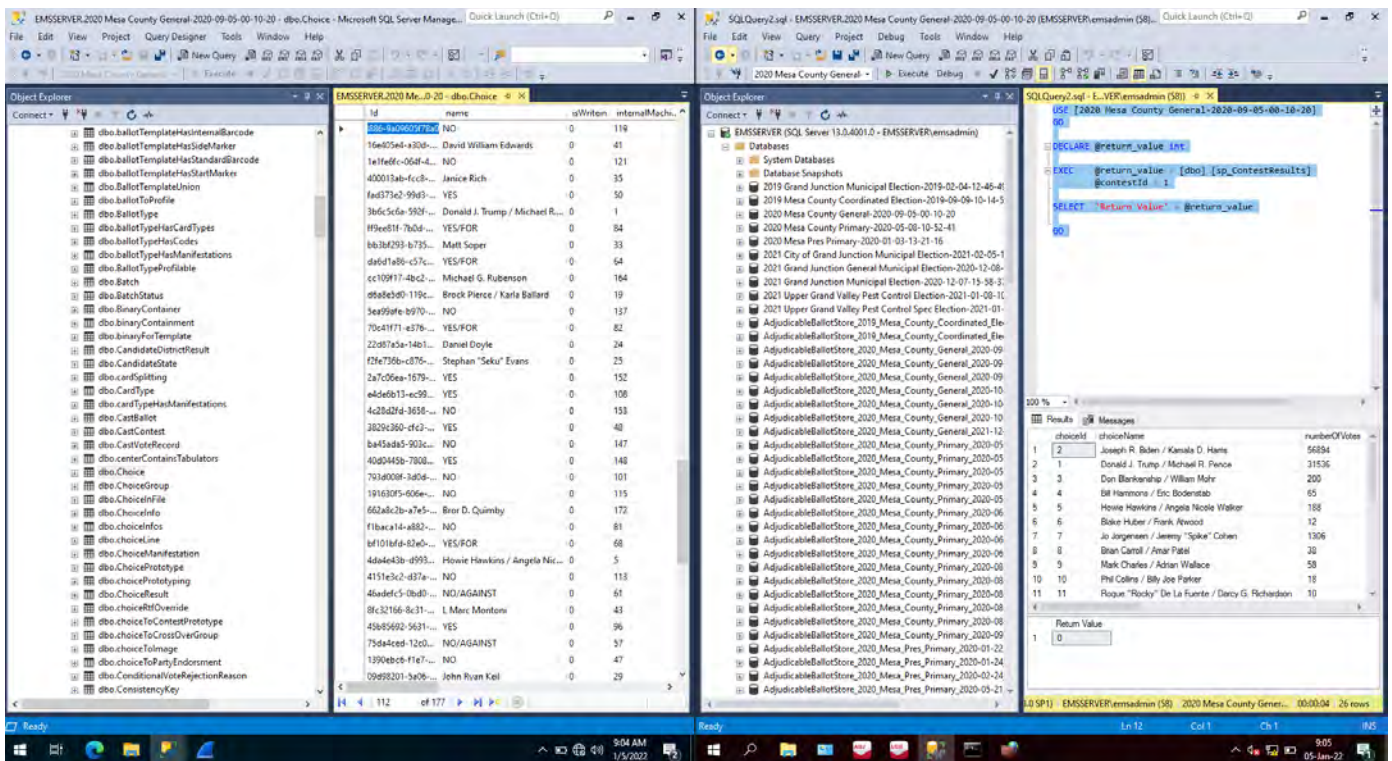 EMSSERVER.2020 Mesa County General-2020-09-05-00-10-20 - dbo.Choice - Microsoft SQL Server Manage...
Quick Launch (Ctrl+Q)
File Edit View Project Query Designer Tools Window Help
New Query
Execute
Object Explorer
Connect
dbo.ballotTemplateHasInternalBarcode
dbo.ballotTemplateHasSideMarker
dbo.ballotTemplateHasStandardBarcode
dbo.ballotTemplateHasStartMarker
dbo.BallotTemplateUnion
dbo.ballotToProfile
dbo.BallotType
dbo.ballotTypeHasCardTypes
dbo.ballotTypeHasCodes
dbo.ballotTypeHasManifestations
dbo.BallotTypeProfilable
dbo.Batch
dbo.BatchStatus
dbo.BinaryContainer
dbo.binaryContainment
dbo.binaryForTemplate
dbo.CandidateDistrictResult
dbo.CandidateState
dbo.cardSplitting
dbo.CardType
dbo.cardTypeHasManifestations
dbo.CastBallot
dbo.CastContest
dbo.CastVoteRecord
dbo.centerContainsTabulators
dbo.Choice
dbo.ChoiceGroup
dbo.ChoiceInFile
dbo.ChoiceInfo
dbo.choiceInfos
dbo.choiceLine
dbo.ChoiceManifestation
dbo.ChoicePrototype
dbo.choicePrototyping
dbo.ChoiceResult
dbo.choiceRtfOverride
dbo.choiceToContestPrototype
dbo.choiceToCrossOverGroup
dbo.choiceToImage
dbo.choiceToPartyEndorsment
dbo.ConditionalVoteRejectionReason
dbo.ConsistencyKey
EMSSERVER.2020 Me...0-20 - dbo.Choice
Id name isWriteIn internalMachi...
NO 119
16e405e4-a30d-... David William Edwards 0 41
1e1fe6fc-064f-4... NO 0 121
400013ab-fcc8-... Janice Rich 0 35
fad373e2-99d3-... YES 0 50
3b6c5c6a-592f-... Donald J. Trump / Michael R... 0 1
ff9ee81f-7b0d-... YES/FOR 0 84
bb3bf293-b735... Matt Soper 0 33
da6d1a86-c57c... YES/FOR 0 64
cc109f17-4bc2-... Michael G. Rubenson 0 164
d6a8e5d0-119c... Brock Pierce / Karla Ballard 0 19
5ea99afe-b970-... NO 0 137
70c41f71-e376-... YES/FOR 0 82
22d87a5a-14b1... Daniel Doyle 0 24
f2fe736b-c876-... Stephan "Seku" Evans 0 25
2a7c06ea-1679-... YES 0 152
e4de6b13-ec99... YES 0 108
4c28d2fd-3658-... NO 0 153
3829c360-cfc3-... YES 0 48
ba45ada5-903c... NO 0 147
40d0445b-7808... YES 0 148
793d008f-3d0d-... NO 0 101
191630f5-606e-... NO 0 115
662a8c2b-a7e5-... Bror D. Quimby 0 172
f1baca14-a882-... NO 0 81
bf101bfd-82e0-... YES/FOR 0 68
4da4e43b-d993... Howie Hawkins / Angela Nic... 0 5
4151e3c2-d37a-... NO 0 113
46adefc5-0bd0-... NO/AGAINST 0 61
8fc32166-8c31-... L Marc Montoni 0 43
45b85692-5631-... YES 0 96
75da4ced-12c0... NO/AGAINST 0 57
1390ebc6-f1e7-... NO 0 47
09d98201-5a06-... John Ryan Keil 0 29
112 of 177
Ready
9:04 AM
1/5/2022
SQLQuery2.sql - EMSSERVER.2020 Mesa County General-2020-09-05-00-10-20 (EMSSERVER\emsadmin (58)...
Quick Launch (Ctrl+Q)
File Edit View Query Project Debug Tools Window Help
New Query
2020 Mesa County General- Execute Debug
Object Explorer
Connect
EMSSERVER (SQL Server 13.0.4001.0 - EMSSERVER\emsadmin)
Databases
System Databases
Database Snapshots
2019 Grand Junction Municipal Election-2019-02-04-12-46-4
2019 Mesa County Coordinated Election-2019-09-09-10-14-5
2020 Mesa County General-2020-09-05-00-10-20
2020 Mesa County Primary-2020-05-08-10-52-41
2020 Mesa Pres Primary-2020-01-03-13-21-16
2021 City of Grand Junction Municipal Election-2021-02-05-1
2021 Grand Junction General Municipal Election-2020-12-08-
2021 Grand Junction Municipal Election-2020-12-07-15-58-3
2021 Upper Grand Valley Pest Control Election-2021-01-08-1
2021 Upper Grand Valley Pest Control Spec Election-2021-01-
AdjudicableBallotStore_2019_Mesa_County_Coordinated_Ele
AdjudicableBallotStore_2019_Mesa_County_Coordinated_Ele
AdjudicableBallotStore_2020_Mesa_County_General_2020-09
AdjudicableBallotStore_2020_Mesa_County_General_2020-09
AdjudicableBallotStore_2020_Mesa_County_General_2020-09
AdjudicableBallotStore_2020_Mesa_County_General_2020-10
AdjudicableBallotStore_2020_Mesa_County_General_2020-10
AdjudicableBallotStore_2020_Mesa_County_General_2020-10
AdjudicableBallotStore_2020_Mesa_County_General_2021-12
AdjudicableBallotStore_2020_Mesa_County_Primary_2020-05
AdjudicableBallotStore_2020_Mesa_County_Primary_2020-05
AdjudicableBallotStore_2020_Mesa_County_Primary_2020-05
AdjudicableBallotStore_2020_Mesa_County_Primary_2020-05
AdjudicableBallotStore_2020_Mesa_County_Primary_2020-06
AdjudicableBallotStore_2020_Mesa_County_Primary_2020-06
AdjudicableBallotStore_2020_Mesa_County_Primary_2020-06
AdjudicableBallotStore_2020_Mesa_County_Primary_2020-06
AdjudicableBallotStore_2020_Mesa_County_Primary_2020-08
AdjudicableBallotStore_2020_Mesa_County_Primary_2020-08
AdjudicableBallotStore_2020_Mesa_County_Primary_2020-08
AdjudicableBallotStore_2020_Mesa_County_Primary_2020-08
AdjudicableBallotStore_2020_Mesa_County_Primary_2020-08
AdjudicableBallotStore_2020_Mesa_County_Primary_2020-09
AdjudicableBallotStore_2020_Mesa_Pres_Primary_2020-01-22
AdjudicableBallotStore_2020_Mesa_Pres_Primary_2020-01-24
AdjudicableBallotStore_2020_Mesa_Pres_Primary_2020-02-24
AdjudicableBallotStore_2020_Mesa_Pres_Primary_2020-05-21
SQLQuery2.sql - E...VER\emsadmin (58))
USE [2020 Mesa County General-2020-09-05-00-10-20]
GO
DECLARE @return_value int
EXEC @return_value = [dbo].[sp_ContestResults]
@contestId = 1
SELECT 'Return Value' = @return_value
GO
100 %
Results Messages
choiceId choiceName numberOfVotes
1 2 Joseph R. Biden / Kamala D. Harris 56894
2 1 Donald J. Trump / Michael R. Pence 31536
3 3 Don Blankenship / William Mohr 200
4 4 Bill Hammons / Eric Bodenstab 65
5 5 Howie Hawkins / Angela Nicole Walker 188
6 6 Blake Huber / Frank Atwood 12
7 7 Jo Jorgensen / Jeremy "Spike" Cohen 1306
8 8 Brian Carroll / Amar Patel 38
9 9 Mark Charles / Adrian Wallace 58
10 10 Phil Collins / Billy Joe Parker 18
11 11 Roque "Rocky" De La Fuente / Darcy G. Richardson 10
Return Value
1 0
.0 SP1) EMSSERVER\emsadmin (58) 2020 Mesa County Gener... 00:00:04 26 rows
Ready Ln 12 Col 1 Ch 1 INS
9:05
05-Jan-22